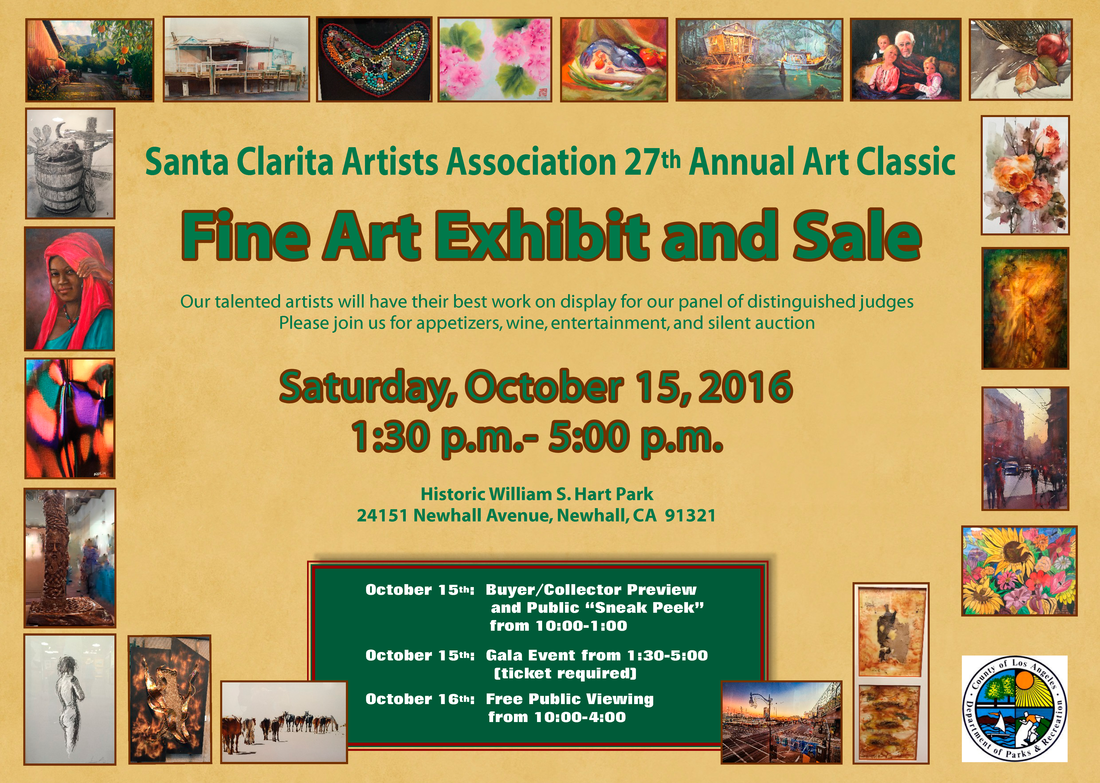 Santa Clarita Artists Association 27th Annual Art Classic
Fine Art Exhibit and Sale
Our talented artists will have their best work on display for our panel of distinguished judges
Please join us for appetizers, wine, entertainment, and silent auction
Saturday, October 15, 2016
1:30 p.m.- 5:00 p.m.
Historic William S. Hart Park
24151 Newhall Avenue, Newhall, CA  91321
October 15th:  Buyer/Collector Preview
and Public “Sneak Peek”
from 10:00-1:00
October 15th:  Gala Event from 1:30-5:00
[ticket required]
October 16th:  Free Public Viewing
from 10:00-4:00
County of Los Angeles
Department of Parks & Recreation